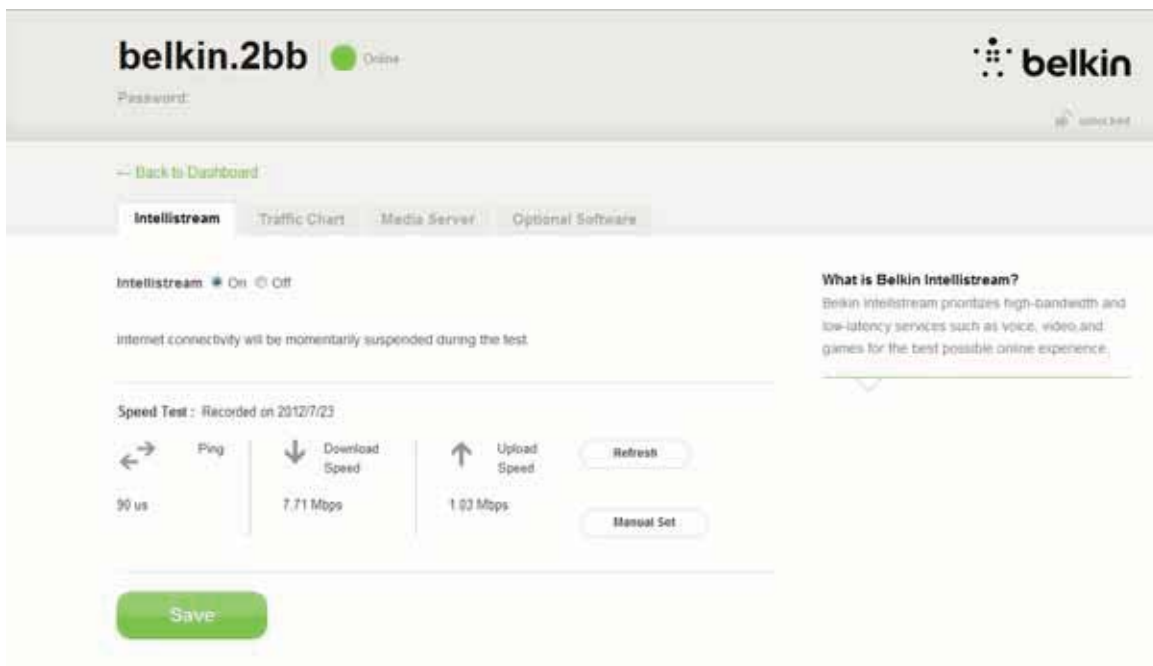 belkin.2bb
Online
belkin
Password:
unlocked
← Back to Dashboard
Intellistream
Traffic Chart
Media Server
Optional Software
Intellistream On Off
Internet connectivity will be momentarily suspended during the test.
What is Belkin Intellistream?
Belkin Intellistream prioritizes high-bandwidth and
low-latency services such as voice, video and
games for the best possible online experience.
Speed Test : Recorded on 2012/7/23
Ping
Download
Speed
Upload
Speed
Refresh
90 us
7.71 Mbps
1.03 Mbps
Manual Set
Save